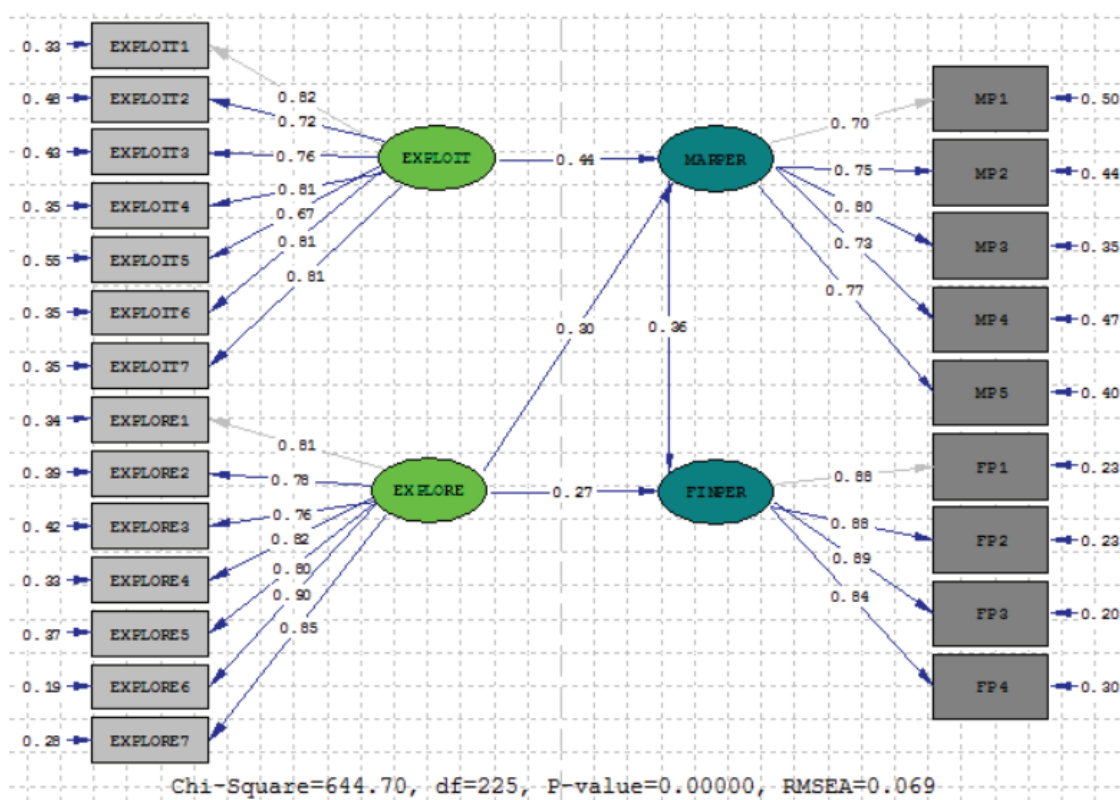 0.33 EXPLOIT1
0.48 EXPLOIT2
0.43 EXPLOIT3
0.35 EXPLOIT4
0.55 EXPLOIT5
0.35 EXPLOIT6
0.35 EXPLOIT7
0.34 EXPLORE1
0.39 EXPLORE2
0.42 EXPLORE3
0.33 EXPLORE4
0.37 EXPLORE5
0.19 EXPLORE6
0.28 EXPLORE7
0.82
0.72
0.76
0.81
0.67
0.81
0.81
EXPLOIT
0.81
0.78
0.76
0.82
0.80
0.90
0.85
EXPLORE
0.44
0.30
0.36
0.27
MARPER
0.70
0.75
0.80
0.73
0.77
FINPER
0.88
0.88
0.89
0.84
MP1 0.50
MP2 0.44
MP3 0.35
MP4 0.47
MP5 0.40
FP1 0.23
FP2 0.23
FP3 0.20
FP4 0.30
Chi-Square=644.70, df=225, P-value=0.00000, RMSEA=0.069